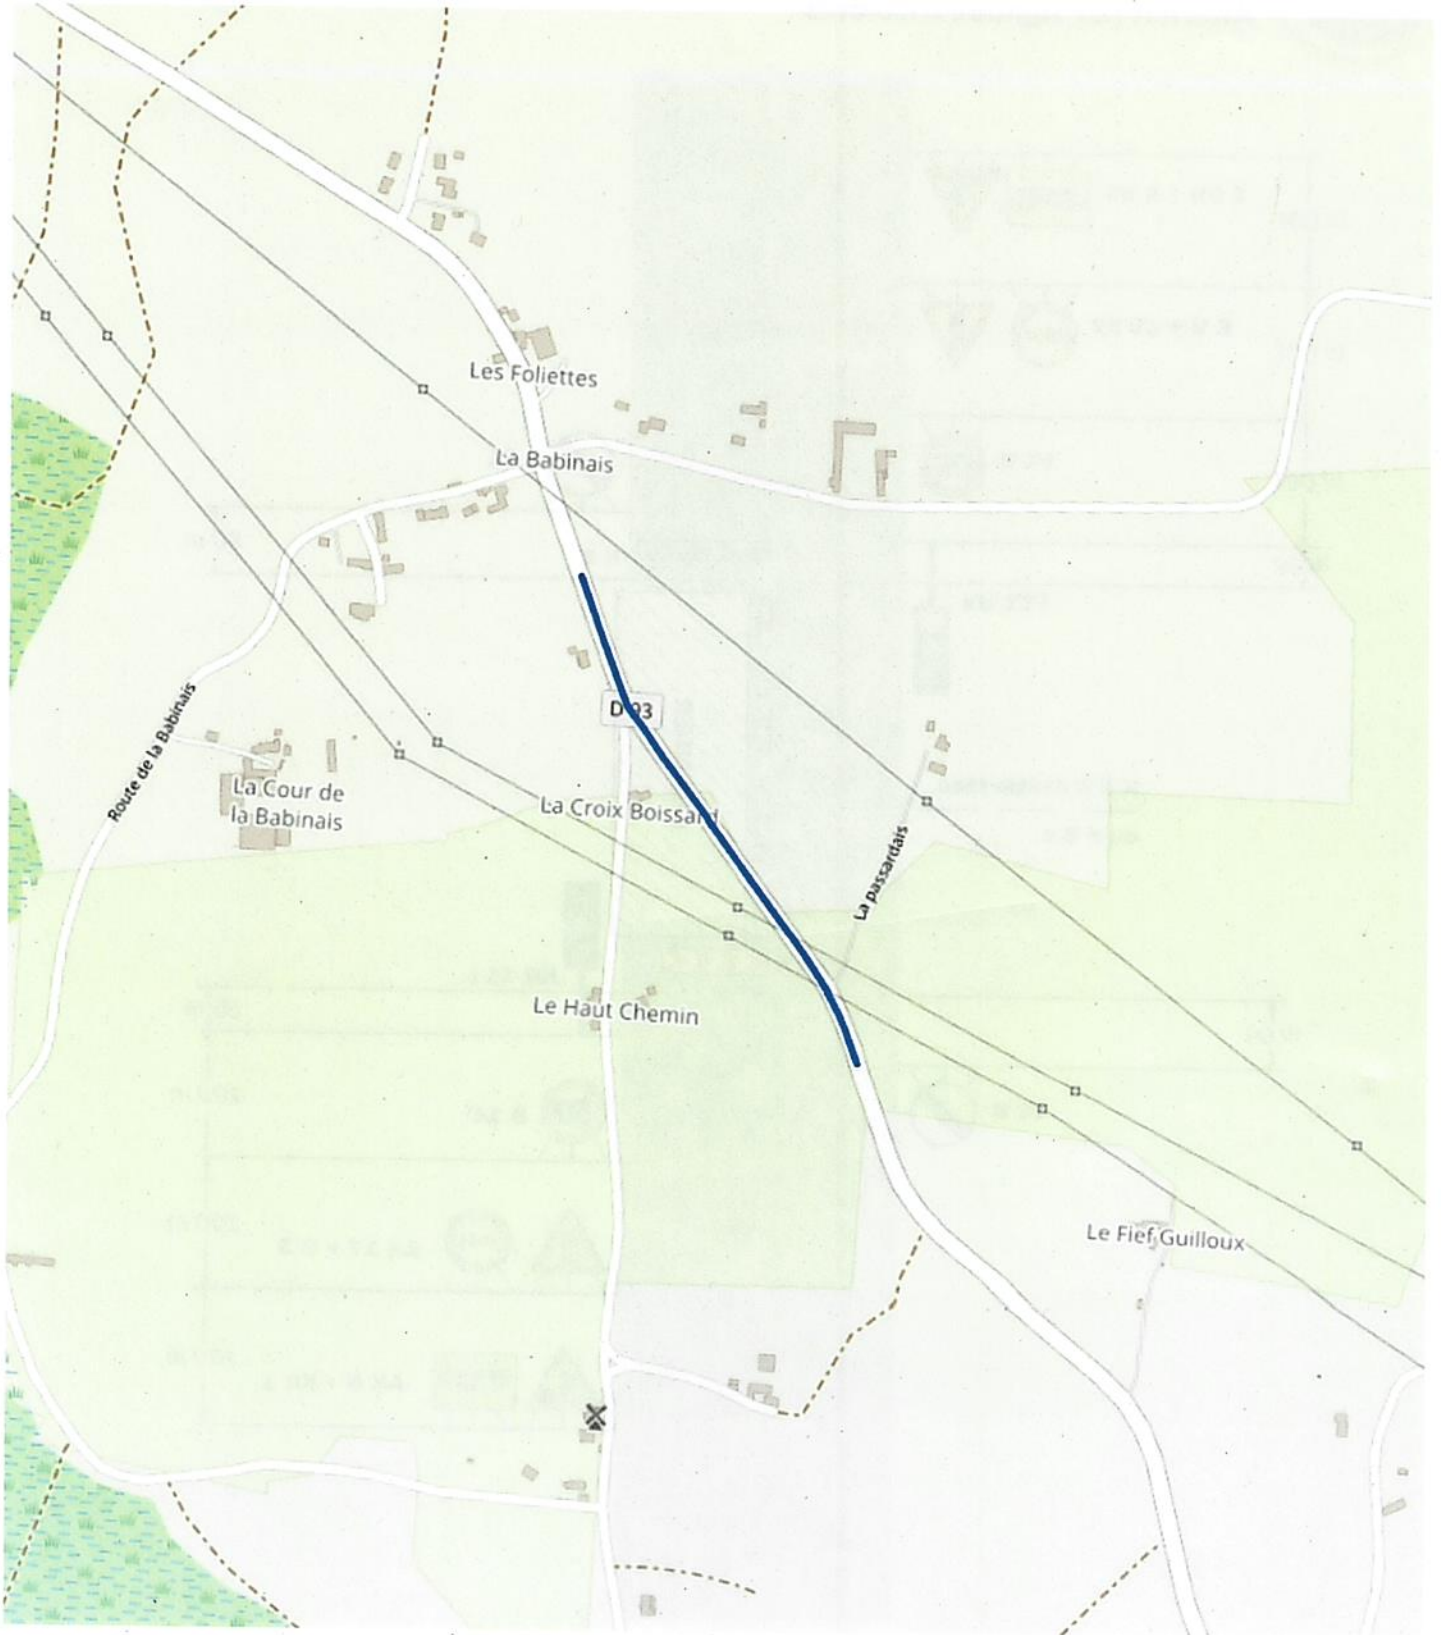 Les Foliettes
La Babinais
D 93
Route de la Babinais
La Cour de
la Babinais
La Croix Boissard
La passardais
Le Haut Chemin
Le Fief Guilloux